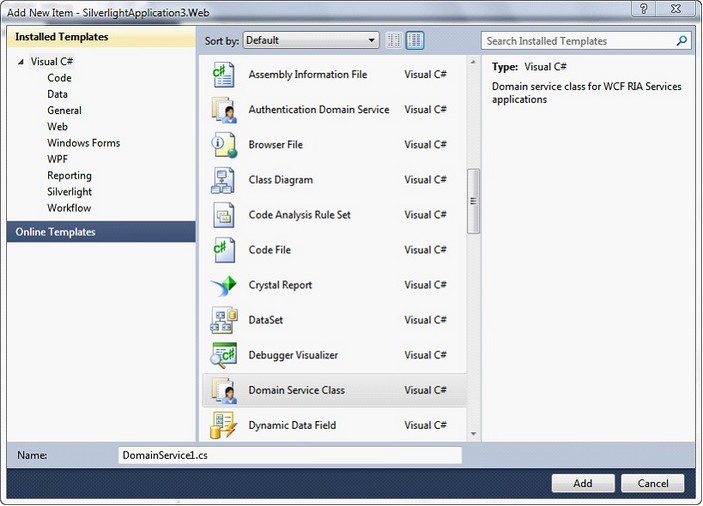 Add New Item - SilverlightApplication3.Web
Installed Templates
Sort by: Default
Search Installed Templates
Visual C#
Code
Data
General
Web
Windows Forms
WPF
Reporting
Silverlight
Workflow
Online Templates
Assembly Information File Visual C#
Authentication Domain Service Visual C#
Browser File Visual C#
Class Diagram Visual C#
Code Analysis Rule Set Visual C#
Code File Visual C#
Crystal Report Visual C#
DataSet Visual C#
Debugger Visualizer Visual C#
Domain Service Class Visual C#
Dynamic Data Field Visual C#
Type: Visual C#
Domain service class for WCF RIA Services
applications
Name: DomainService1.cs
Add Cancel